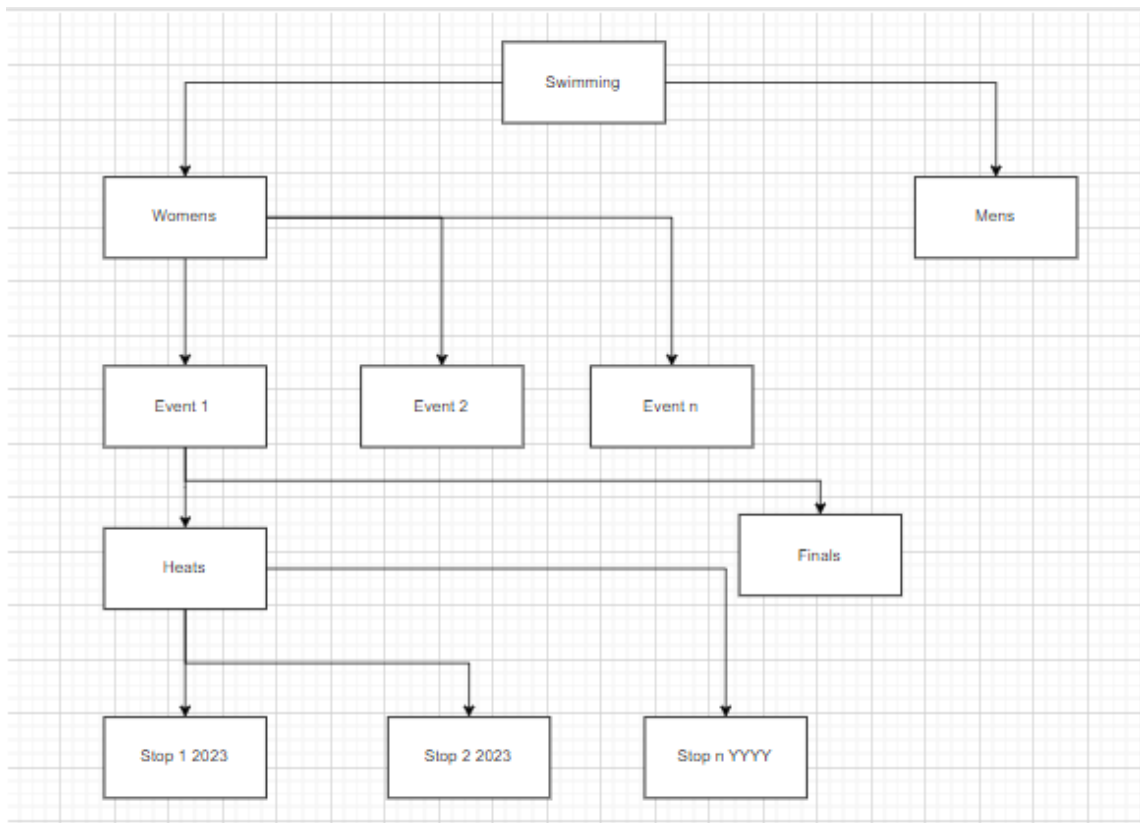 Swimming
Womens
Mens
Event 1
Event 2
Event n
Heats
Finals
Stop 1 2023
Stop 2 2023
Stop n YYYY